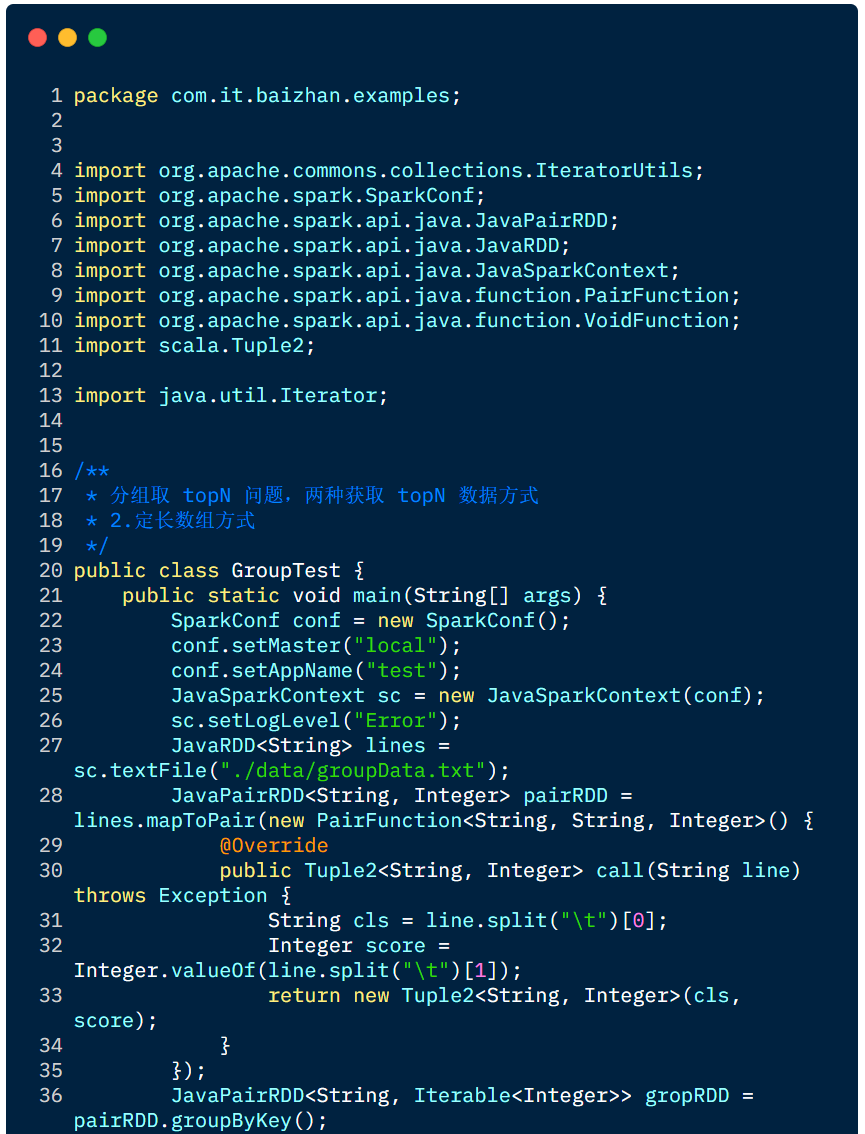 1 package com.it.baizhan.examples;
2
3
4 import org.apache.commons.collections.IteratorUtils;
5 import org.apache.spark.SparkConf;
6 import org.apache.spark.api.java.JavaPairRDD;
7 import org.apache.spark.api.java.JavaRDD;
8 import org.apache.spark.api.java.JavaSparkContext;
9 import org.apache.spark.api.java.function.PairFunction;
10 import org.apache.spark.api.java.function.VoidFunction;
11 import scala.Tuple2;
12
13 import java.util.Iterator;
14
15
16 /**
17  * 分组取 topN 问题，两种获取 topN 数据方式
18  * 2.定长数组方式
19  */
20 public class GroupTest {
21     public static void main(String[] args) {
22         SparkConf conf = new SparkConf();
23         conf.setMaster("local");
24         conf.setAppName("test");
25         JavaSparkContext sc = new JavaSparkContext(conf);
26         sc.setLogLevel("Error");
27         JavaRDD<String> lines =
sc.textFile("./data/groupData.txt");
28         JavaPairRDD<String, Integer> pairRDD =
lines.mapToPair(new PairFunction<String, String, Integer>() {
29             @Override
30             public Tuple2<String, Integer> call(String line)
throws Exception {
31                 String cls = line.split("\t")[0];
32                 Integer score =
Integer.valueOf(line.split("\t")[1]);
33                 return new Tuple2<String, Integer>(cls,
score);
34             }
35         });
36         JavaPairRDD<String, Iterable<Integer>> gropRDD =
pairRDD.groupByKey();